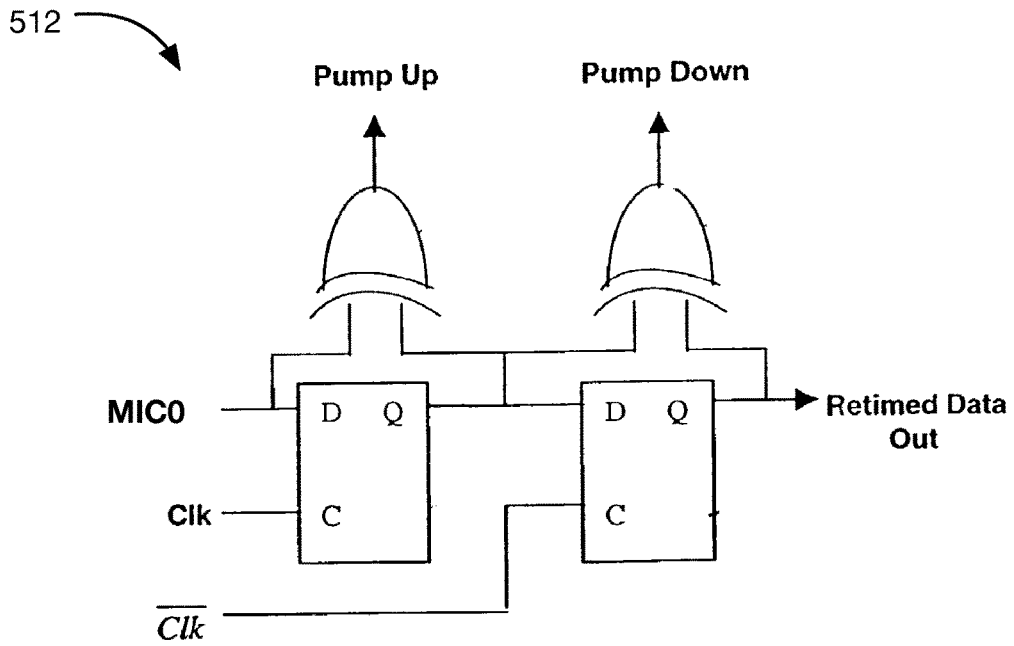 512
Pump Up
Pump Down
MIC0
D Q
D Q
Retimed Data
Out
Clk
C
C
Clk